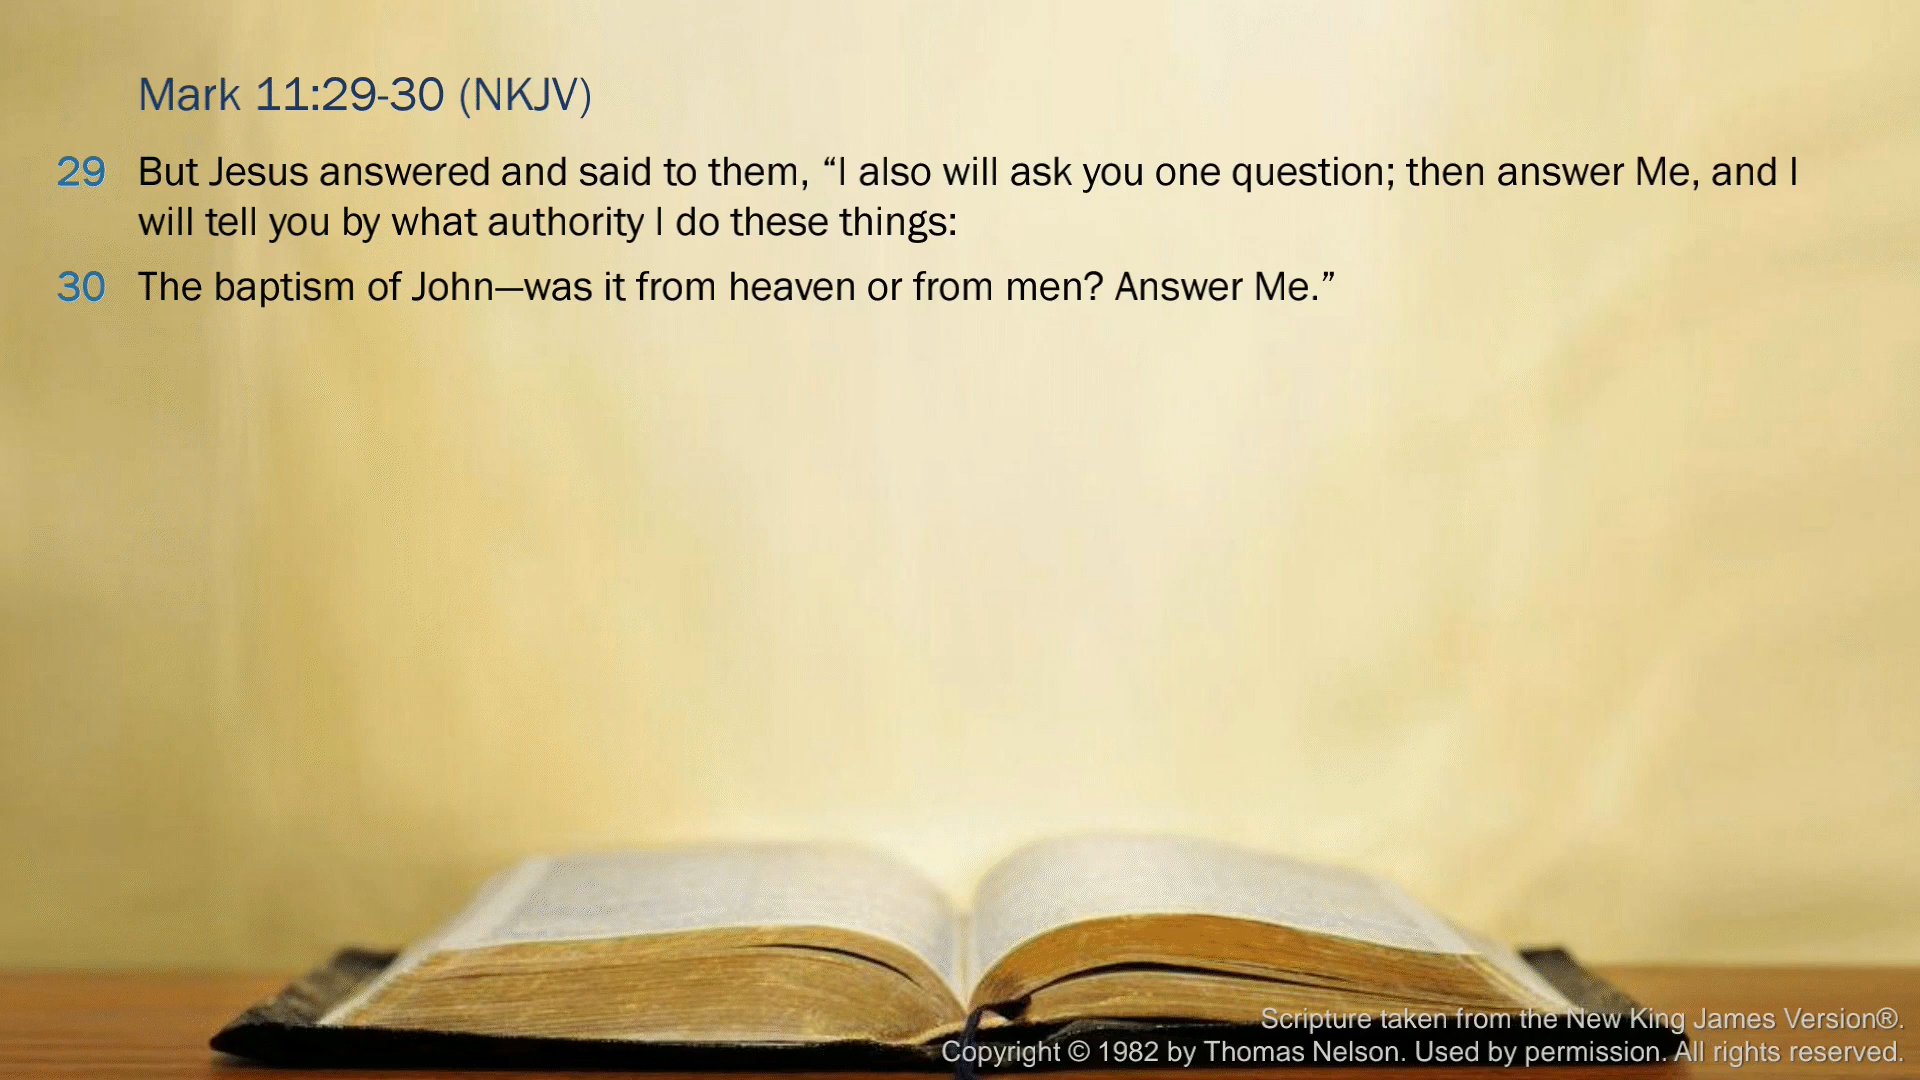 Mark 11:29-30 (NKJV)
29 But Jesus answered and said to them, “I also will ask you one question; then answer Me, and I
will tell you by what authority I do these things:
30 The baptism of John—was it from heaven or from men? Answer Me.”
Scripture taken from the New King James Version®.
Copyright © 1982 by Thomas Nelson. Used by permission. All rights reserved.